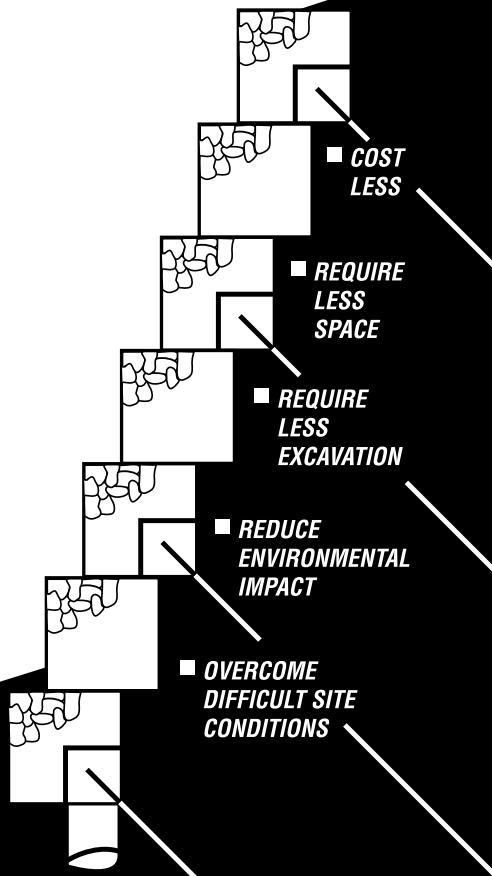 COST
LESS
REQUIRE
LESS
SPACE
REQUIRE
LESS
EXCAVATION
REDUCE
ENVIRONMENTAL
IMPACT
OVERCOME
DIFFICULT SITE
CONDITIONS